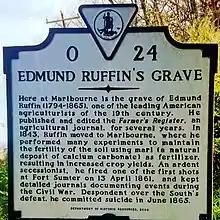 O 24
EDMUND RUFFIN'S GRAVE
Here at Marlbourne is the grave of Edmund
Ruffin (1794-1865), one of the leading American
agriculturists of the 19th century. He
published and edited the Farmer's Register, an
agricultural journal, for several years. In
1843, Ruffin moved to Marlbourne, where he
performed many experiments to maintain
the fertility of the soil using marl (a natural
deposit of calcium carbonate) as fertilizer,
resulting in increased crop yields. An ardent
secessionist, he fired one of the first shots
at Fort Sumter on 13 April 1861, and kept
detailed journals documenting events during
the Civil War. Despondent over the South's
defeat, he committed suicide in June 1865.
DEPARTMENT OF HISTORIC RESOURCES, 2002